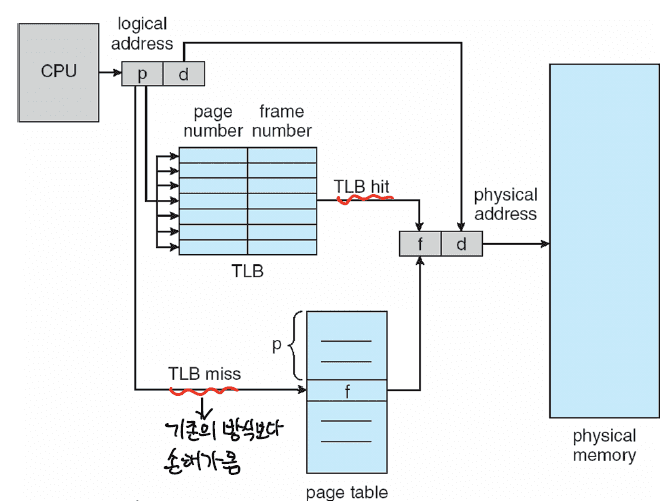 logical
address
CPU
p
d
page
number
frame
number
TLB hit
TLB
physical
address
f
d
p
TLB miss
f
기존의 방식보다
손해가 큼
page table
physical
memory